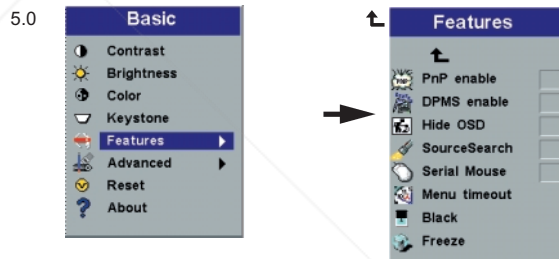 5.0
Basic
Contrast
Brightness
Color
Keystone
Features
Advanced
Reset
About
Features
PnP enable
DPMS enable
Hide OSD
SourceSearch
Serial Mouse
Menu timeout
Black
Freeze